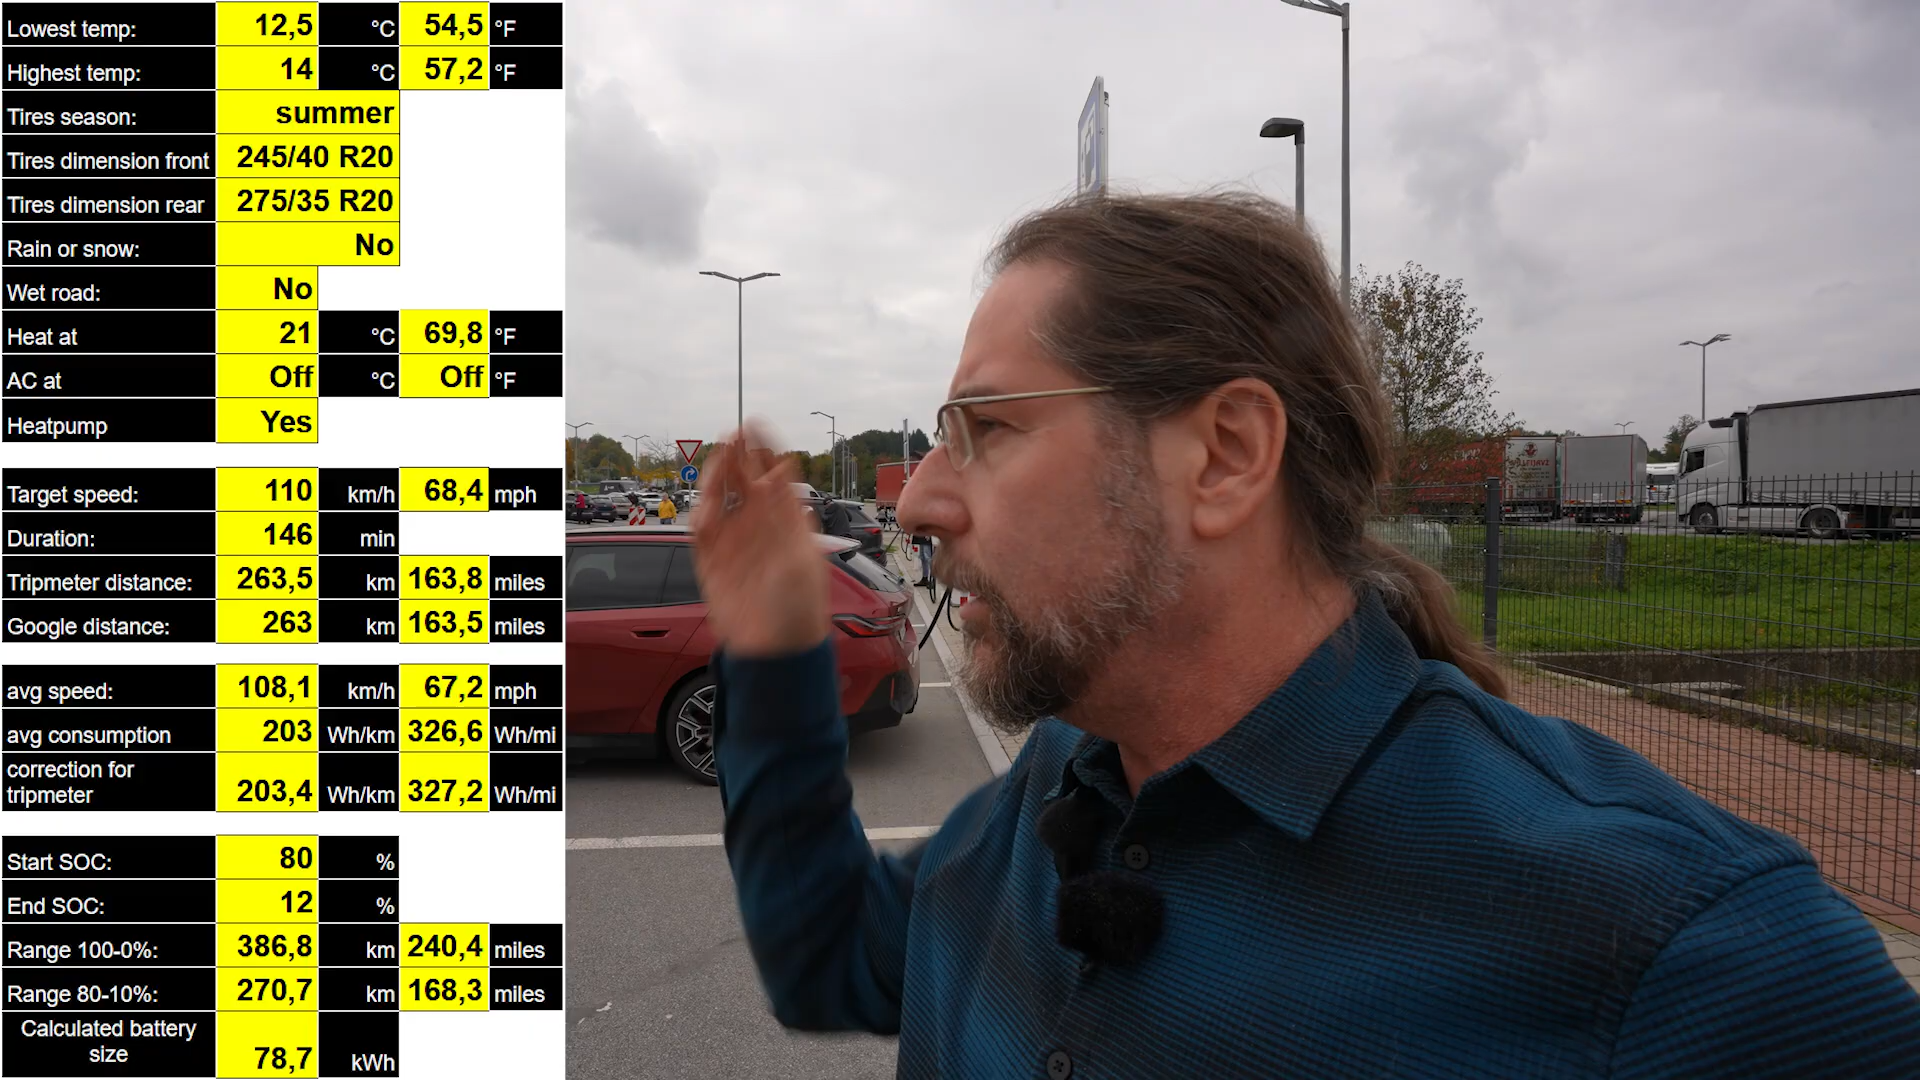 Lowest temp: 12,5 °C 54,5 °F
Highest temp: 14 °C 57,2 °F
Tires season: summer
Tires dimension front 245/40 R20
Tires dimension rear 275/35 R20
Rain or snow: No
Wet road: No
Heat at 21 °C 69,8 °F
AC at Off °C Off °F
Heatpump Yes
Target speed: 110 km/h 68,4 mph
Duration: 146 min
Tripmeter distance: 263,5 km 163,8 miles
Google distance: 263 km 163,5 miles
avg speed: 108,1 km/h 67,2 mph
avg consumption 203 Wh/km 326,6 Wh/mi
correction for
tripmeter 203,4 Wh/km 327,2 Wh/mi
Start SOC: 80 %
End SOC: 12 %
Range 100-0%: 386,8 km 240,4 miles
Range 80-10%: 270,7 km 168,3 miles
Calculated battery
size 78,7 kWh